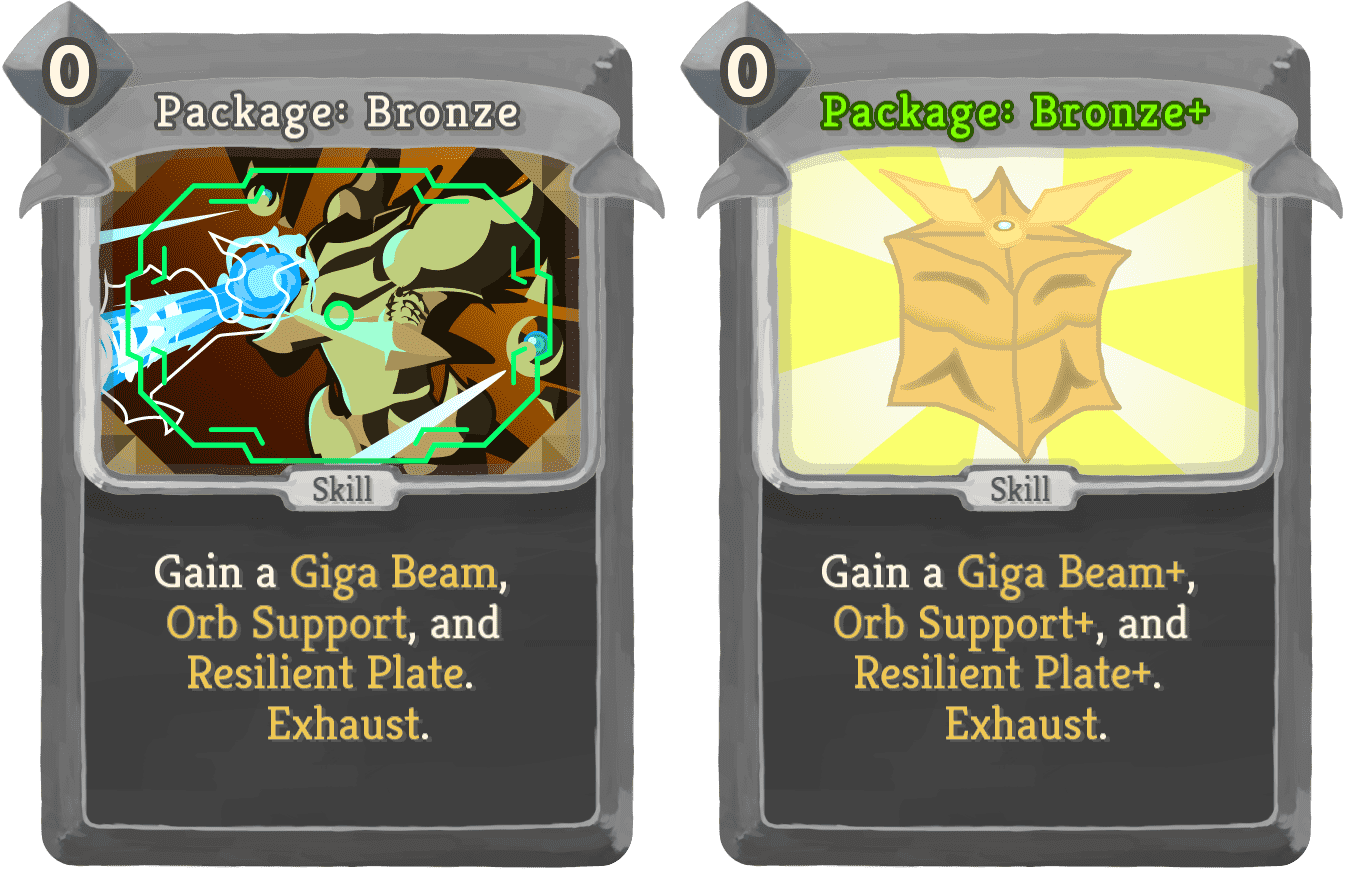 0
Package: Bronze
Skill
Gain a Giga Beam,
Orb Support, and
Resilient Plate.
Exhaust.
0
Package: Bronze+
Skill
Gain a Giga Beam+,
Orb Support+, and
Resilient Plate+.
Exhaust.